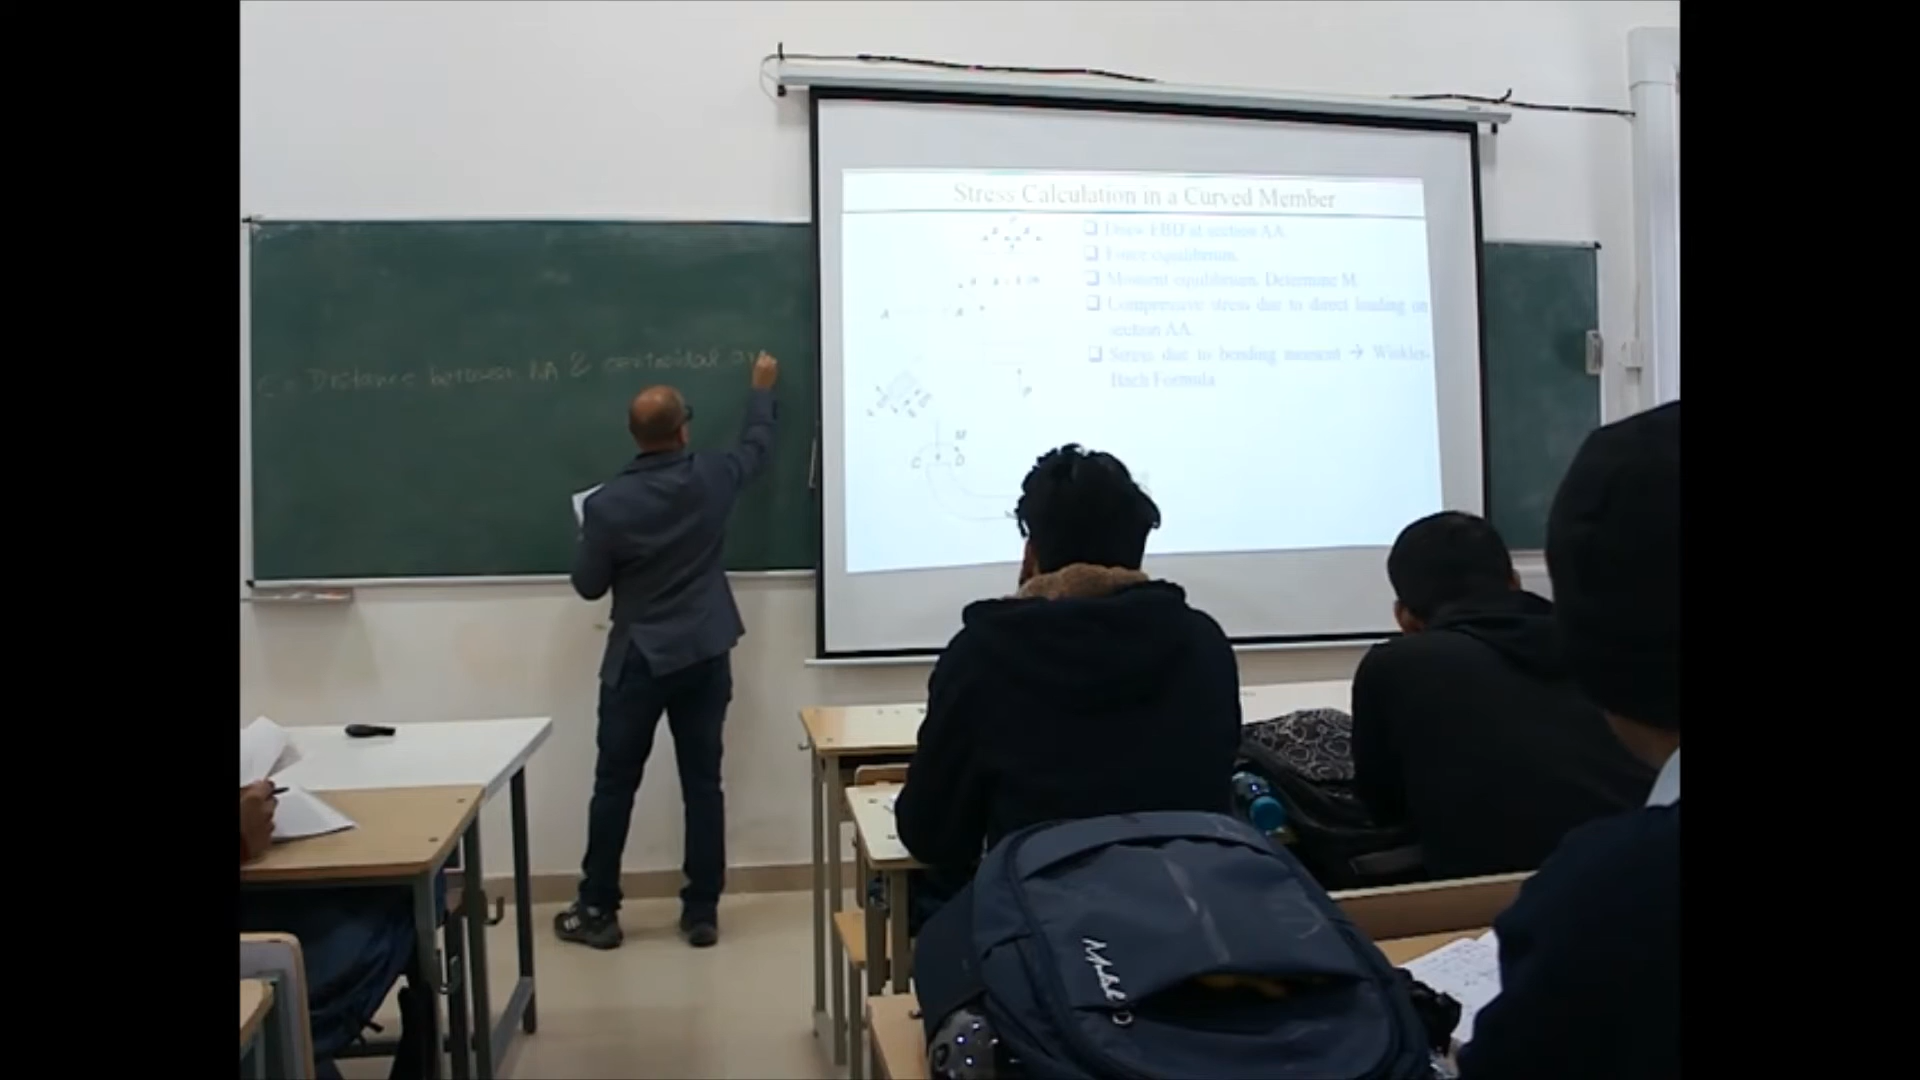 e = Distance between NA & centroidal axi
Stress Calculation in a Curved Member
❑ Draw FBD at section AA.
❑ Force equilibrium.
❑ Moment equilibrium. Determine M.
❑ Compressive stress due to direct loading on
section AA.
❑ Stress due to bending moment → Winkler-
Bach Formula
A A
P
M
C D